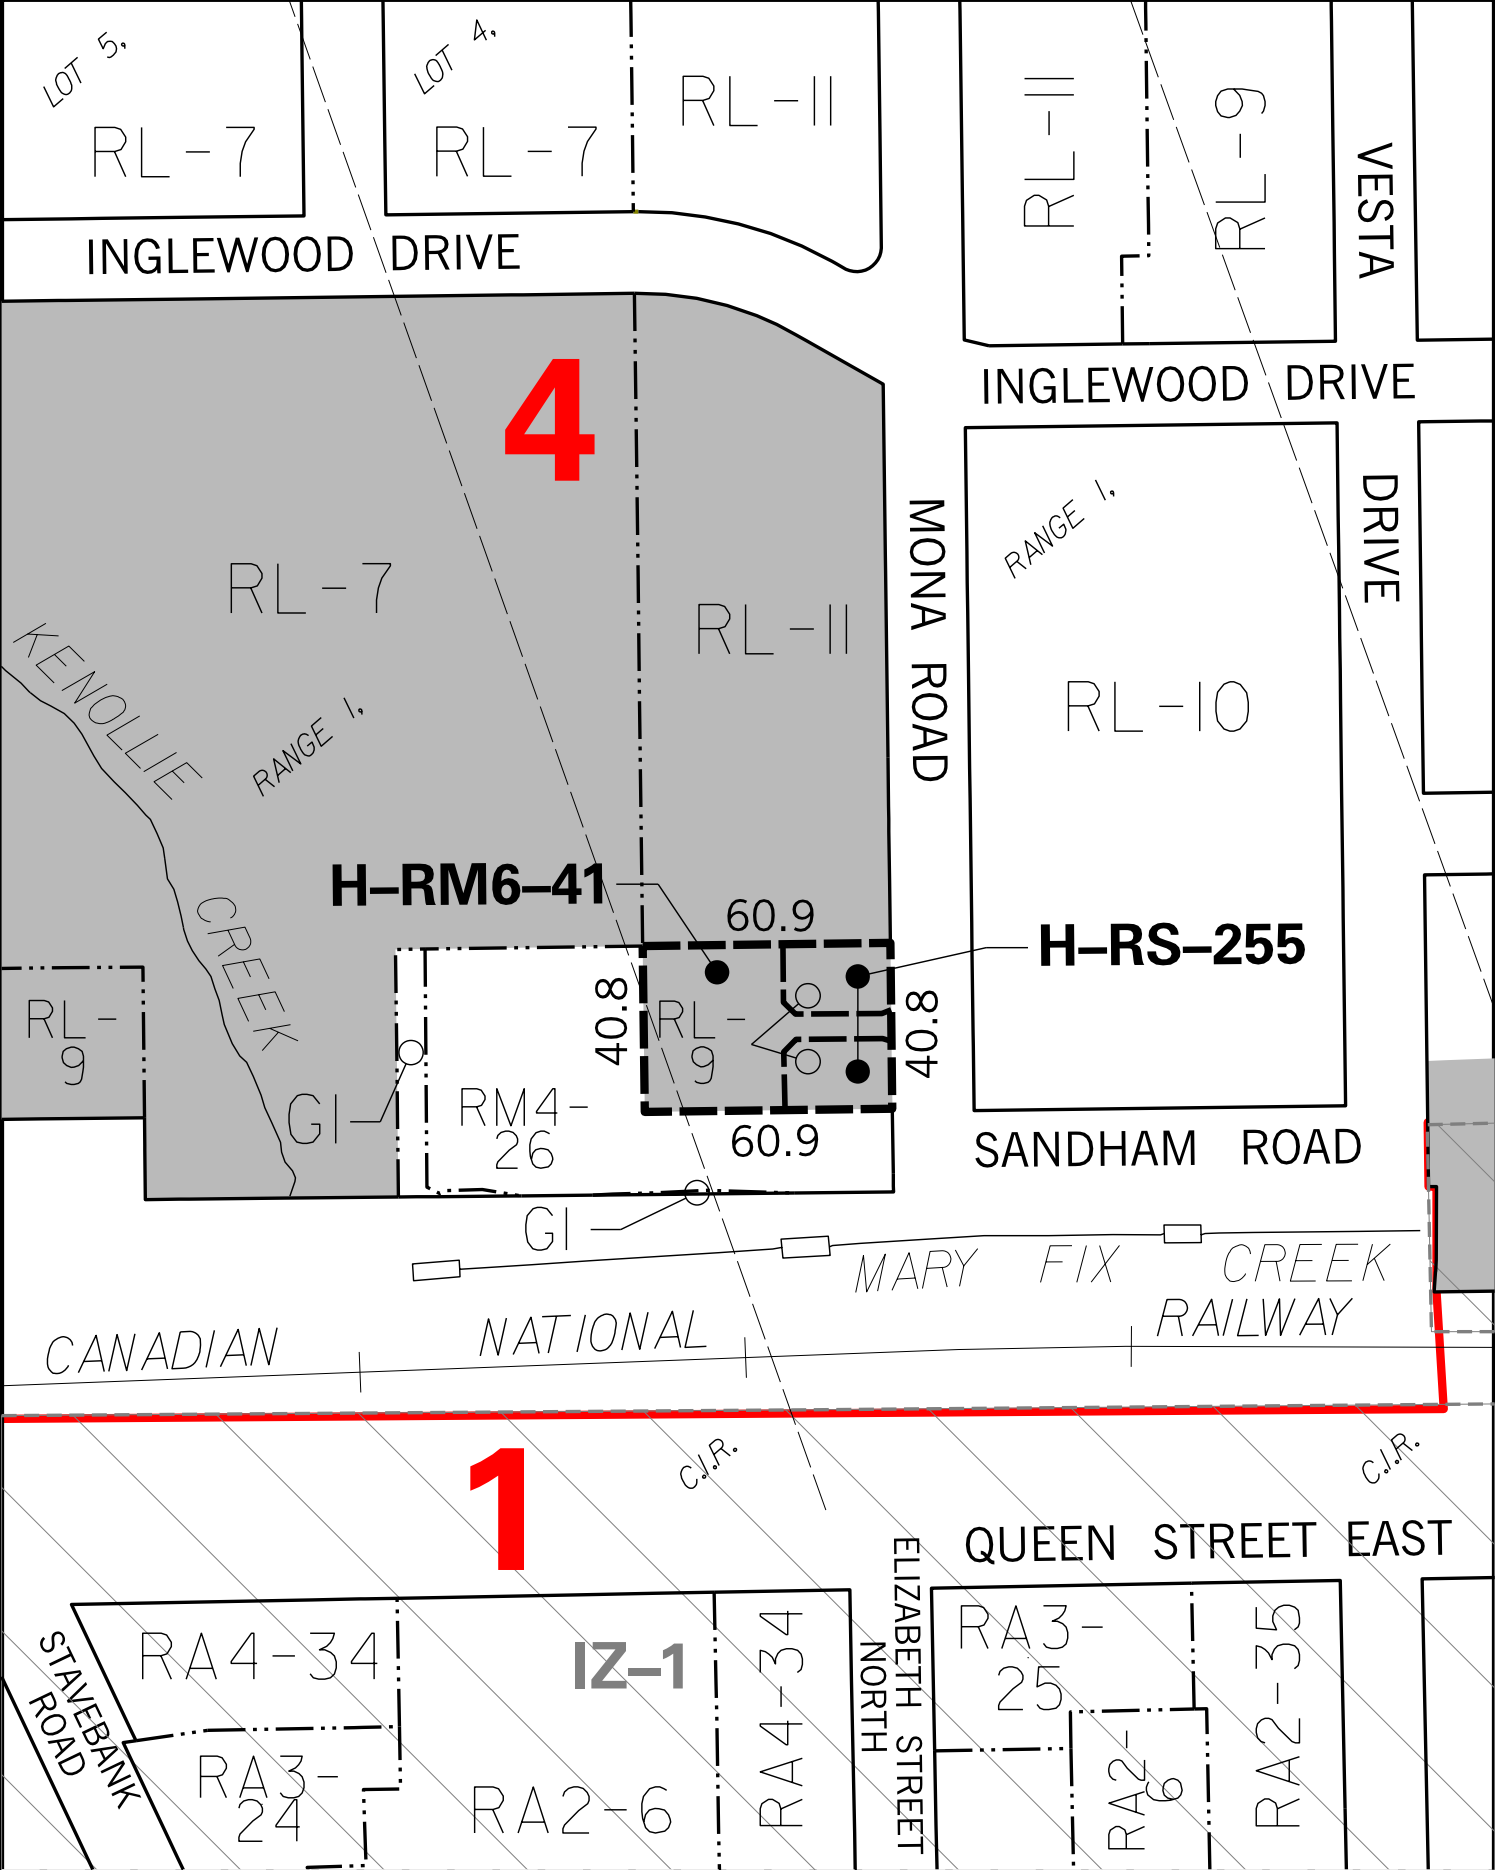 LOT 5,
RL-7
LOT 4,
RL-7
RL-11
RL-11
RL-9
VESTA
DRIVE
INGLEWOOD DRIVE
INGLEWOOD DRIVE
4
RL-7
RL-11
MONA ROAD
RANGE 1,
RL-10
KENOLLIE
CREEK
RANGE 1,
H-RM6-41
60.9
H-RS-255
40.8
RL-
9
40.8
RL-
9
GI
RM4-
26
60.9
SANDHAM ROAD
GI
MARY FIX CREEK
CANADIAN NATIONAL RAILWAY
1
C.I.R.
C.I.R.
QUEEN STREET EAST
STAVEBANK
ROAD
RA4-34
IZ-1
RA4-34
ELIZABETH STREET
NORTH
RA3-
25
RA2-35
RA3-
24
RA2-6
RA2-
6